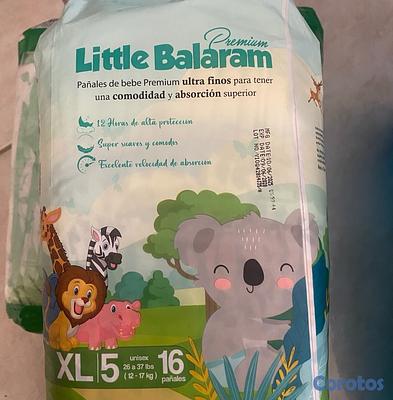 Premium
Little Balaram
Pañales de bebe Premium ultra finos para tener
una comodidad y absorción superior
12 Horas de alta protección
Super suaves y comodos
Excelente velocidad de absorción
XL 5
unisex
26 a 37 lbs
(12 - 17 kg)
16
pañales
Corotos